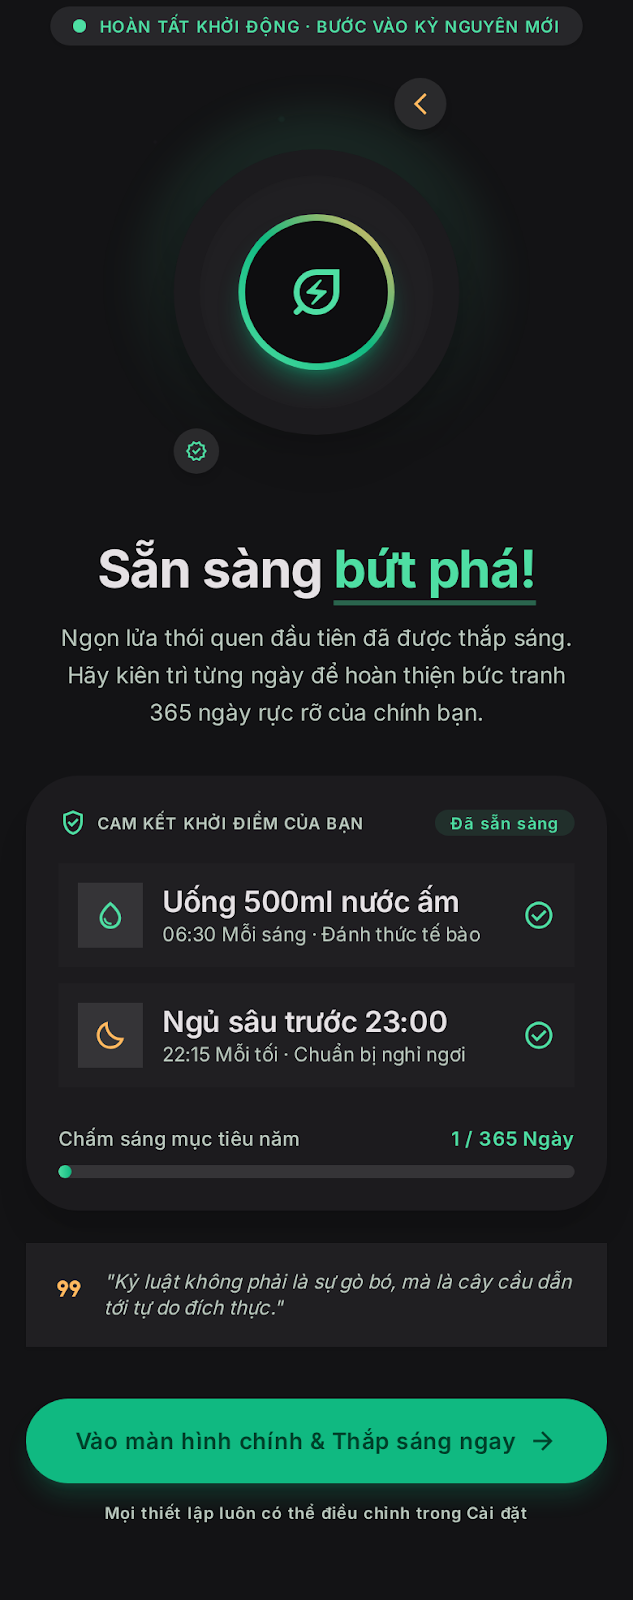 HOÀN TẤT KHỞI ĐỘNG · BƯỚC VÀO KỶ NGUYÊN MỚI
Sẵn sàng bứt phá!
Ngọn lửa thói quen đầu tiên đã được thắp sáng.
Hãy kiên trì từng ngày để hoàn thiện bức tranh
365 ngày rực rỡ của chính bạn.
CAM KẾT KHỞI ĐIỂM CỦA BẠN
Đã sẵn sàng
Uống 500ml nước ấm
06:30 Mỗi sáng · Đánh thức tế bào
Ngủ sâu trước 23:00
22:15 Mỗi tối · Chuẩn bị nghỉ ngơi
Chấm sáng mục tiêu năm
1 / 365 Ngày
"Kỷ luật không phải là sự gò bó, mà là cây cầu dẫn
tới tự do đích thực."
Vào màn hình chính & Thắp sáng ngay
Mọi thiết lập luôn có thể điều chỉnh trong Cài đặt